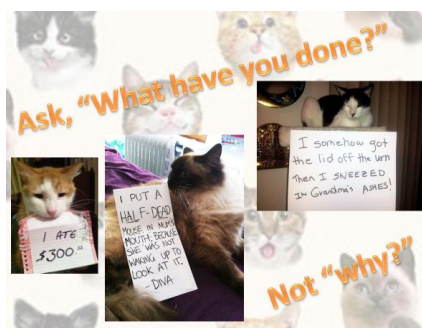 Ask, “What have you done?”
I somehow got
the lid off the urn
Then I SNEEZED
IN Grandma's ASHES!
I PUT A
HALF-DEAD
MOUSE IN MUM'S
MOUTH, BECAUSE
SHE WAS NOT
WAKING UP TO
LOOK AT IT.
-DIVA
I ATE
$300.00
Not “why?”